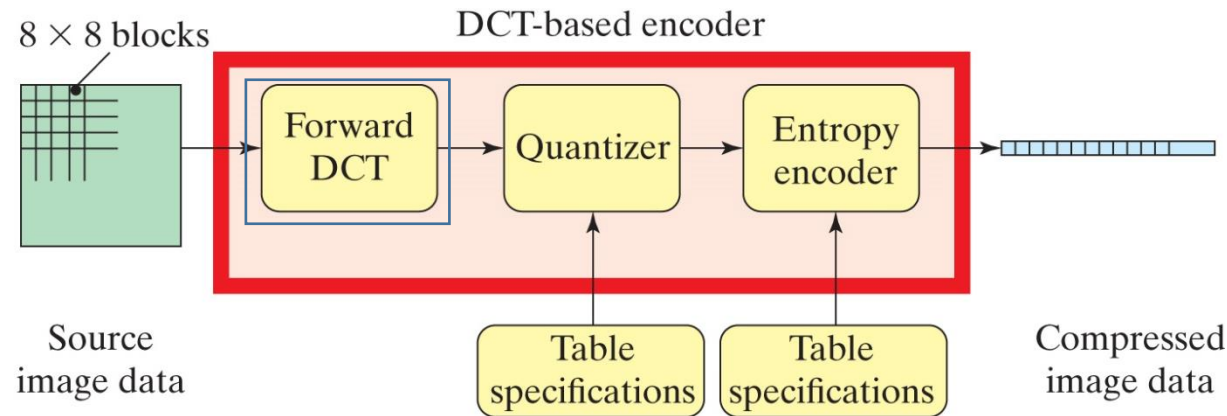 8 × 8 blocks
DCT-based encoder
Forward
DCT
Quantizer
Entropy
encoder
Source
image data
Table
specifications
Table
specifications
Compressed
image data